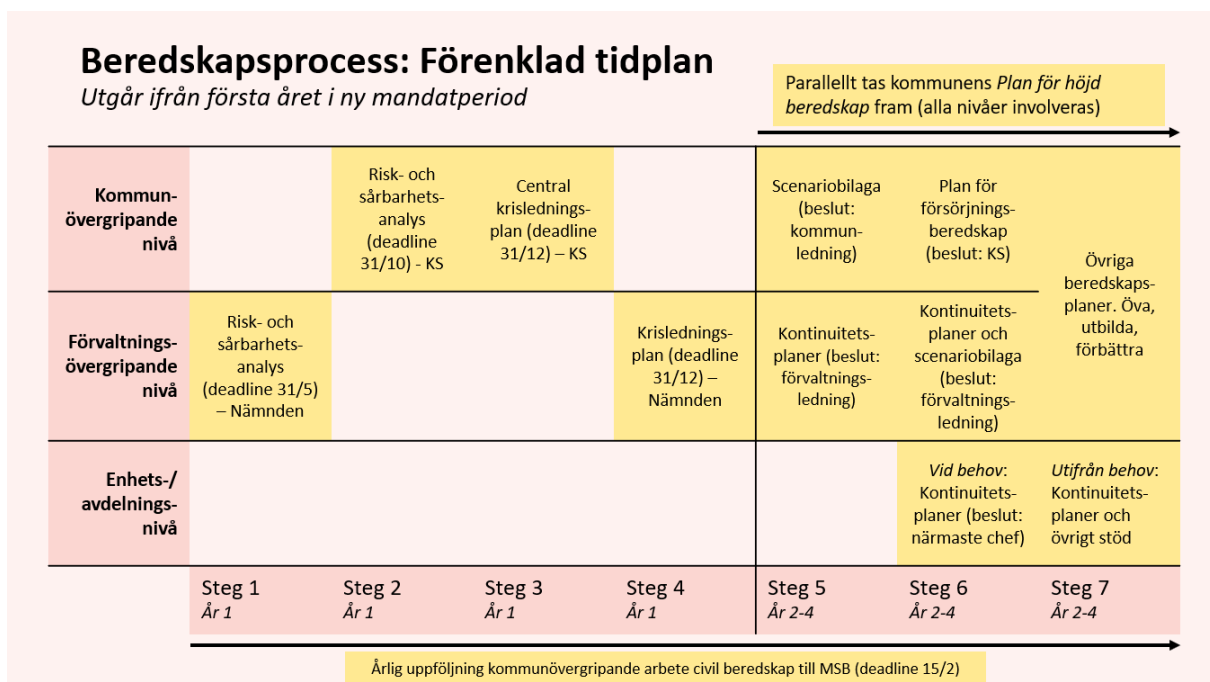 Beredskapsprocess: Förenklad tidplan
Utgår ifrån första året i ny mandatperiod
Parallellt tas kommunens Plan för höjd
beredskap fram (alla nivåer involveras)
Kommun-
övergripande
nivå
Risk- och
sårbarhets-
analys
(deadline
31/10) - KS
Central
krislednings-
plan (deadline
31/12) – KS
Scenariobilaga
(beslut:
kommun-
ledning)
Plan för
försörjnings-
beredskap
(beslut: KS)
Övriga
beredskaps-
planer. Öva,
utbilda,
förbättra
Förvaltnings-
övergripande
nivå
Risk- och
sårbarhets-
analys
(deadline 31/5)
– Nämnden
Krislednings-
plan (deadline
31/12) –
Nämnden
Kontinuitets-
planer (beslut:
förvaltnings-
ledning)
Kontinuitets-
planer och
scenariobilaga
(beslut:
förvaltnings-
ledning)
Enhets-/
avdelnings-
nivå
Vid behov:
Kontinuitets-
planer (beslut:
närmaste chef)
Utifrån behov:
Kontinuitets-
planer och
övrigt stöd
Steg 1
År 1
Steg 2
År 1
Steg 3
År 1
Steg 4
År 1
Steg 5
År 2-4
Steg 6
År 2-4
Steg 7
År 2-4
Årlig uppföljning kommunövergripande arbete civil beredskap till MSB (deadline 15/2)